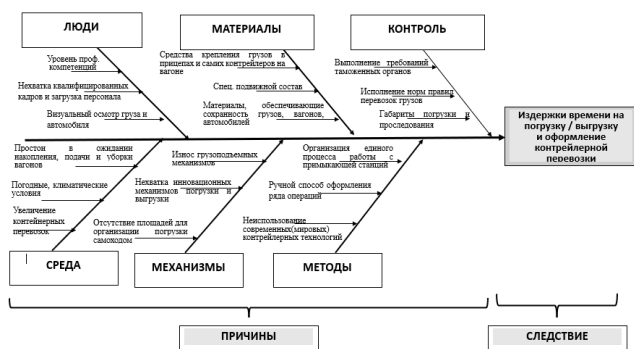 ЛЮДИ
МАТЕРИАЛЫ
КОНТРОЛЬ
Уровень проф.
компетенций
Нехватка квалифицированных
кадров и загрузка персонала
Визуальный осмотр груза и
автомобиля
Средства крепления грузов в
прицепах и самих контрейлеров на
вагоне
Спец. подвижной состав
Материалы, обеспечивающие
сохранность грузов, вагонов,
автомобилей
Выполнение требований
таможенных органов
Исполнение норм правил
перевозок грузов
Габариты погрузки и
проследования
Издержки времени на
погрузку / выгрузку
и оформление
контрейлерной
перевозки
Простои в ожидании
накопления, подачи и уборки
вагонов
Погодные, климатические
условия
Увеличение
контейнерных
перевозок
Износ грузоподъемных
механизмов
Нехватка инновационных
механизмов погрузки и
выгрузки
Отсутствие площадей для
организации погрузки
самоходом
Организация единого
процесса работы с
примыкающей станций
Ручной способ оформления
ряда операций
Неиспользование
современных(мировых)
контрейлерных технологий
СРЕДА
МЕХАНИЗМЫ
МЕТОДЫ
ПРИЧИНЫ
СЛЕДСТВИЕ